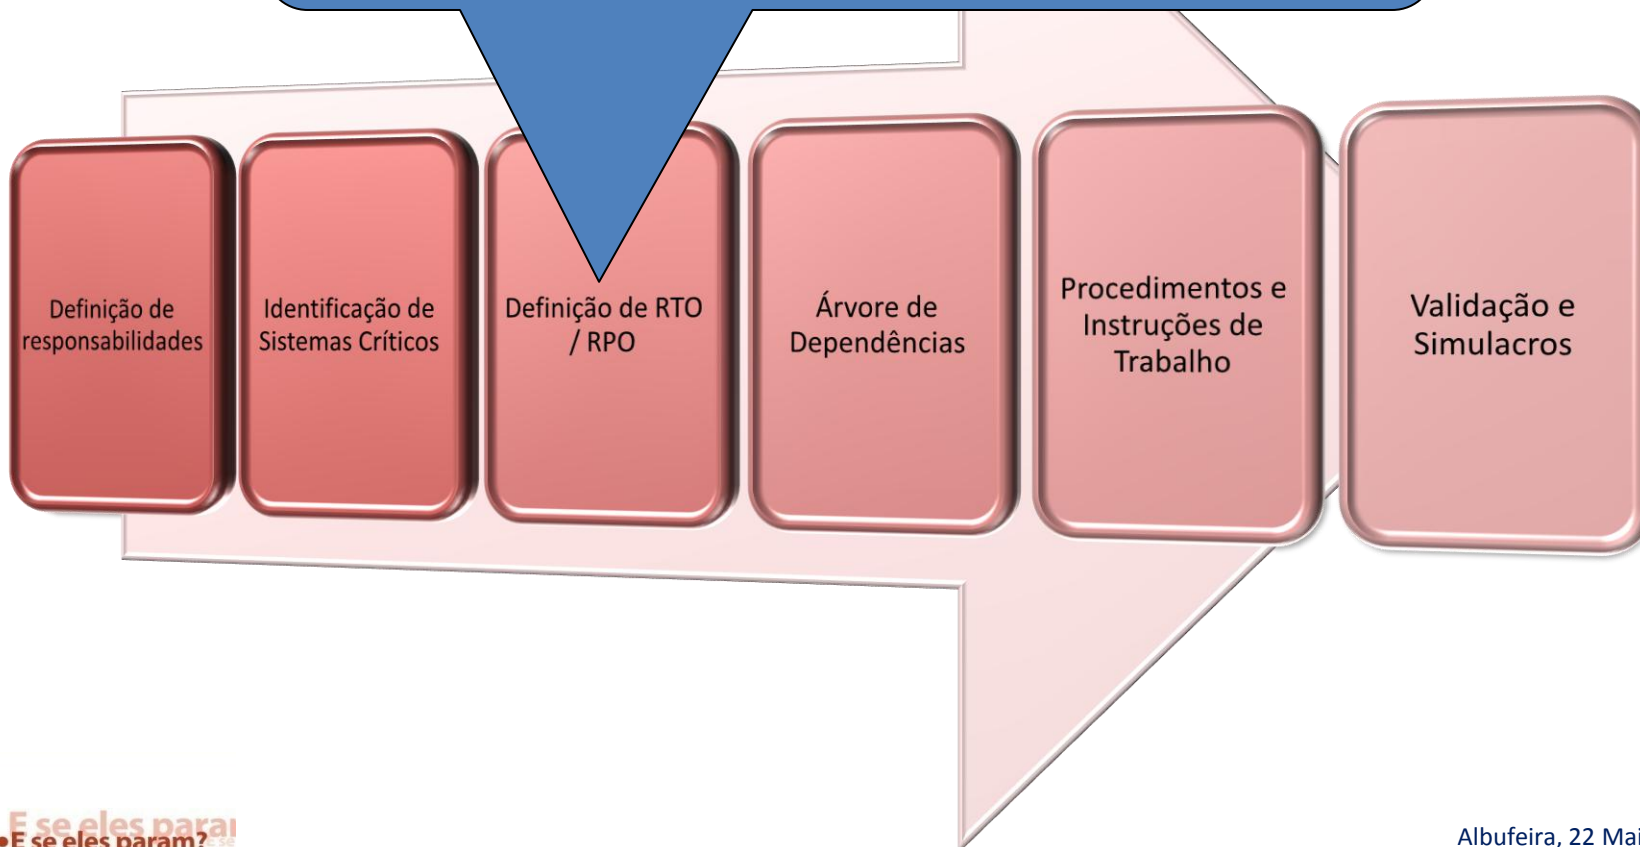 Definição de
responsabilidades
Identificação de
Sistemas Críticos
Definição de RTO
/ RPO
Árvore de
Dependências
Procedimentos e
Instruções de
Trabalho
Validação e
Simulacros
E se eles param?
Albufeira, 22